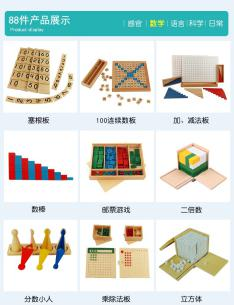 88件产品展示
Product display
| 感官 | 数学 | 语言 | 科学 | 日常
塞根板
100连续数板
加、减法板
数棒
邮票游戏
二倍数
分数小人
乘除法板
立方体